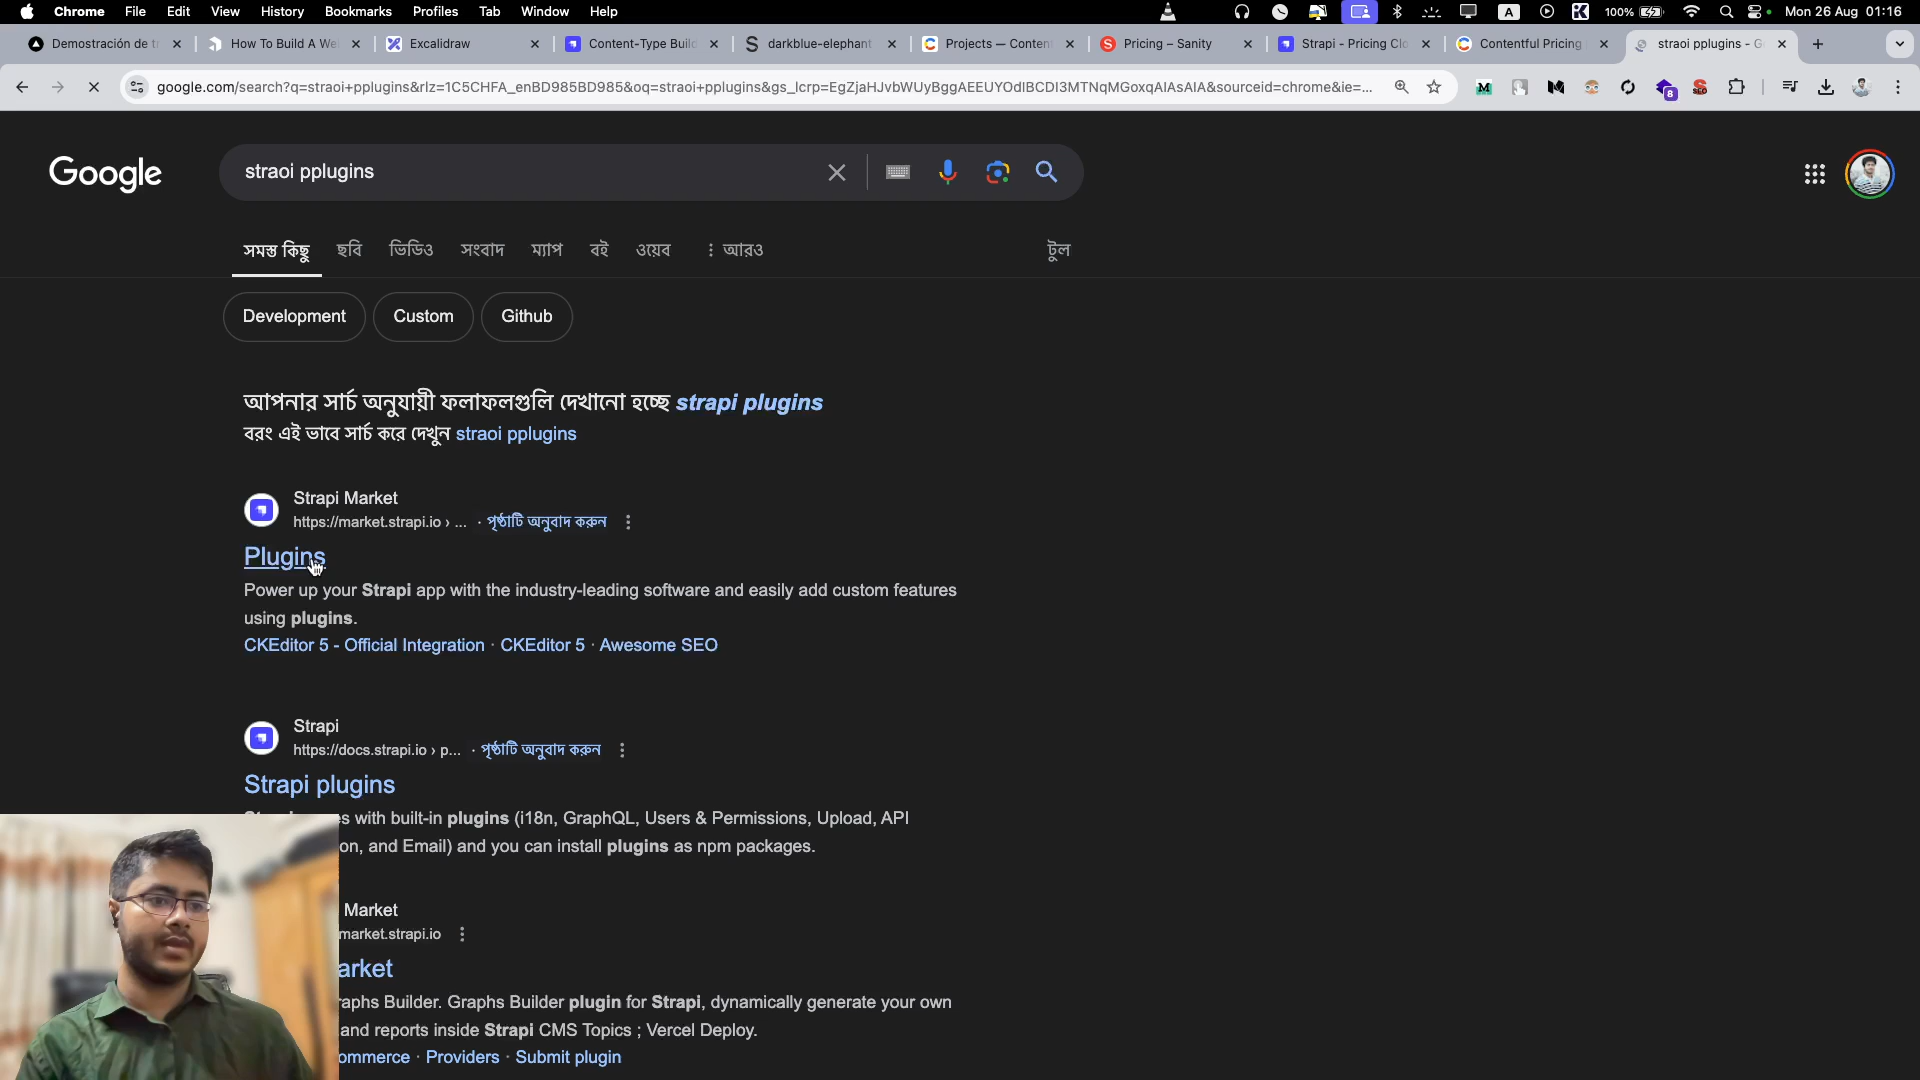 Chrome File Edit View History Bookmarks Profiles Tab Window Help A 100% Mon 26 Aug 01:16
Demostración de t How To Build A We Excalidraw Content-Type Build darkblue-elephant Projects — Conten Pricing – Sanity Strapi - Pricing Clo Contentful Pricing straoi pplugins - G
google.com/search?q=straoi+pplugins&rlz=1C5CHFA_enBD985BD985&oq=straoi+pplugins&gs_lcrp=EgZjaHJvbWUyBggAEEUYOdIBCDI3MTNqMGoxqAIAsAIA&sourceid=chrome&ie=... 8
Google straoi pplugins
সমস্ত কিছু ছবি ভিডিও সংবাদ ম্যাপ বই ওয়েব ⋮ আরও টুল
Development Custom Github
আপনার সার্চ অনুযায়ী ফলাফলগুলি দেখানো হচ্ছে strapi plugins
বরং এই ভাবে সার্চ করে দেখুন straoi pplugins
Strapi Market
https://market.strapi.io › ... · পৃষ্ঠাটি অনুবাদ করুন
Plugins
Power up your Strapi app with the industry-leading software and easily add custom features
using plugins.
CKEditor 5 - Official Integration · CKEditor 5 · Awesome SEO
Strapi
https://docs.strapi.io › p... · পৃষ্ঠাটি অনুবাদ করুন
Strapi plugins
with built-in plugins (i18n, GraphQL, Users & Permissions, Upload, API
on, and Email) and you can install plugins as npm packages.
Market
market.strapi.io
arket
raphs Builder. Graphs Builder plugin for Strapi, dynamically generate your own
and reports inside Strapi CMS Topics ; Vercel Deploy.
ommerce · Providers · Submit plugin